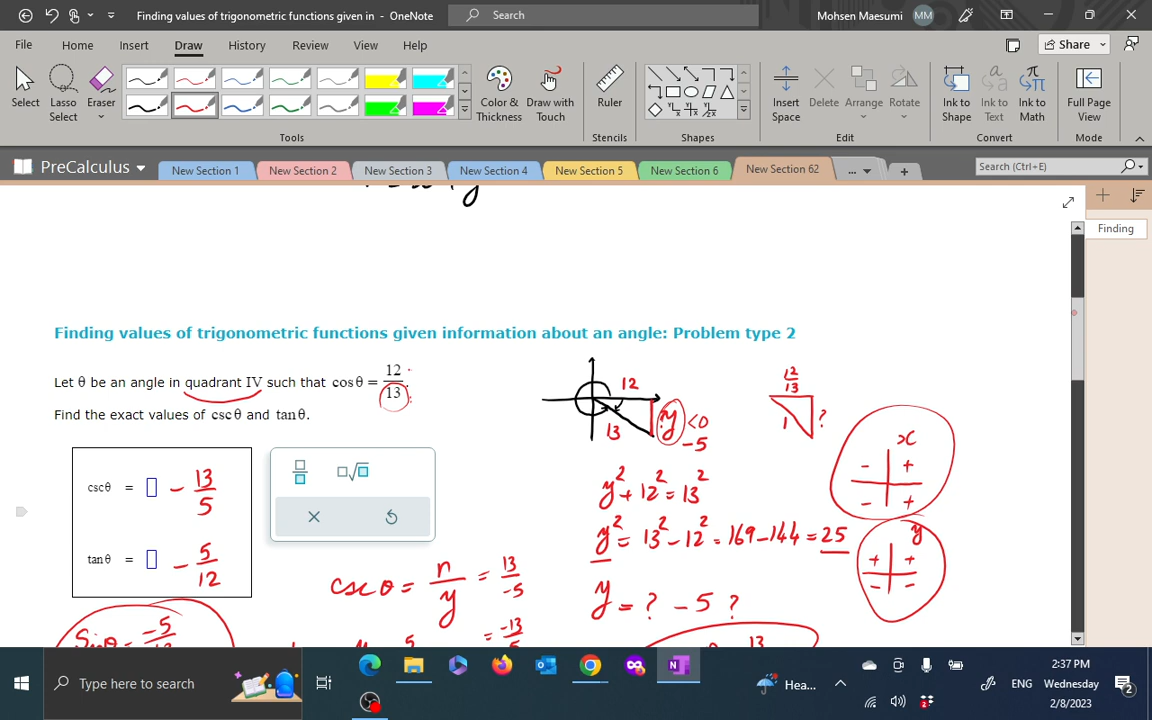 Finding values of trigonometric functions given in - OneNote
Search
Mohsen Maesumi
MM
File Home Insert Draw History Review View Help
Share
Select
Lasso Select
Eraser
Color & Thickness
Draw with Touch
Ruler
Insert Space
Delete
Arrange
Rotate
Ink to Shape
Ink to Text
Ink to Math
Full Page View
Tools
Stencils
Shapes
Edit
Convert
Mode
PreCalculus
New Section 1
New Section 2
New Section 3
New Section 4
New Section 5
New Section 6
New Section 62
...
Search (Ctrl+E)
Finding
Finding values of trigonometric functions given information about an angle: Problem type 2
Let θ be an angle in quadrant IV such that cosθ = 12/13.
Find the exact values of cscθ and tanθ.
cscθ = □ - 13/5
tanθ = □ - 5/12
12
13
y < 0
-5
12/13
1
?
x
- +
- +
y² + 12² = 13²
y² = 13² - 12² = 169 - 144 = 25
y
+ +
- -
y = ? - 5 ?
csc θ = r/y = 13/-5
= -13/5
Sinθ = -5/13
Type here to search
Hea...
ENG
2:37 PM
Wednesday
2/8/2023
2